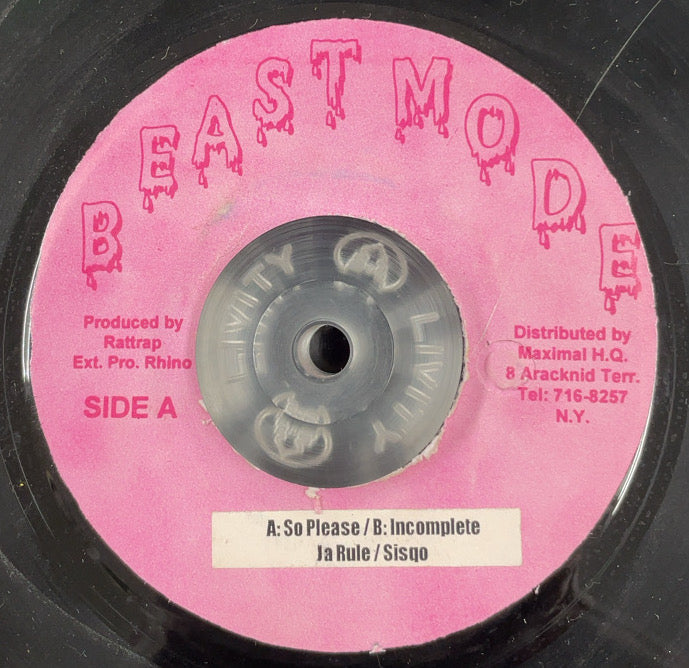 BEAST MODE
Produced by
Rattrap
Ext. Pro. Rhino
SIDE A
LIVITY A LIVITY
Distributed by
Maximal H.Q.
8 Aracknid Terr.
Tel: 716-8257
N.Y.
A: So Please / B: Incomplete
Ja Rule / Sisqo